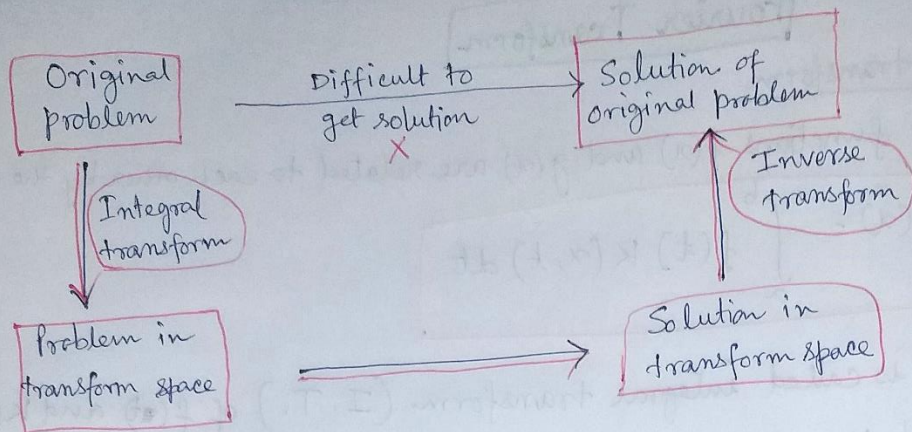 Original
problem
Difficult to
get solution
X
Solution of
original problem
Integral
transform
Inverse
transform
Problem in
transform space
Solution in
transform space